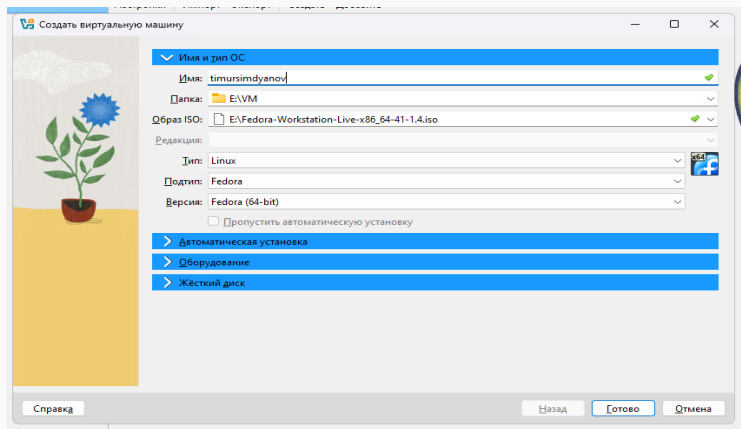 Создать виртуальную машину
Имя и тип ОС
Имя: timursimdyanov
Папка: E:\VM
Образ ISO: E:\Fedora-Workstation-Live-x86_64-41-1.4.iso
Редакция:
Тип: Linux
x64
Подтип: Fedora
Версия: Fedora (64-bit)
Пропустить автоматическую установку
Автоматическая установка
Оборудование
Жёсткий диск
Справка Назад Готово Отмена